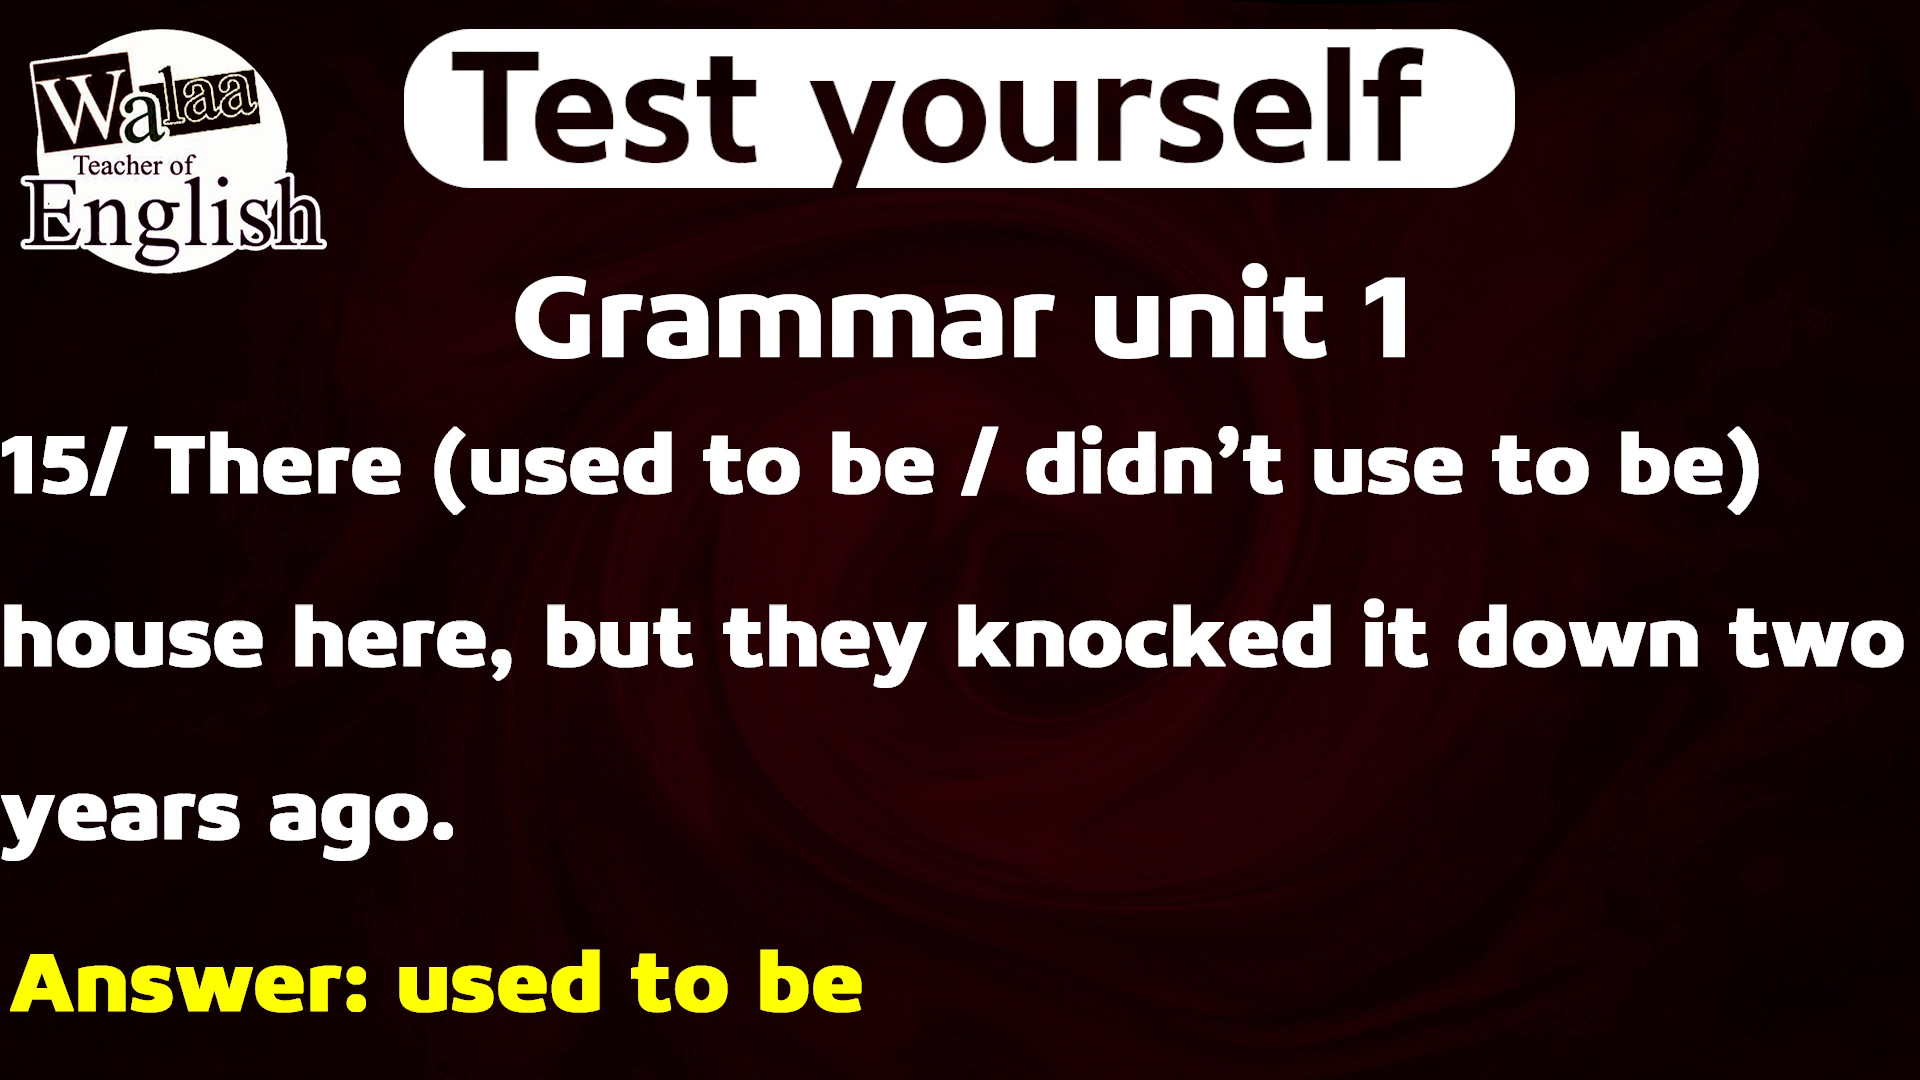 Walaa
Teacher of
English
Test yourself
Grammar unit 1
15/ There (used to be / didn’t use to be)
house here, but they knocked it down two
years ago.
Answer: used to be